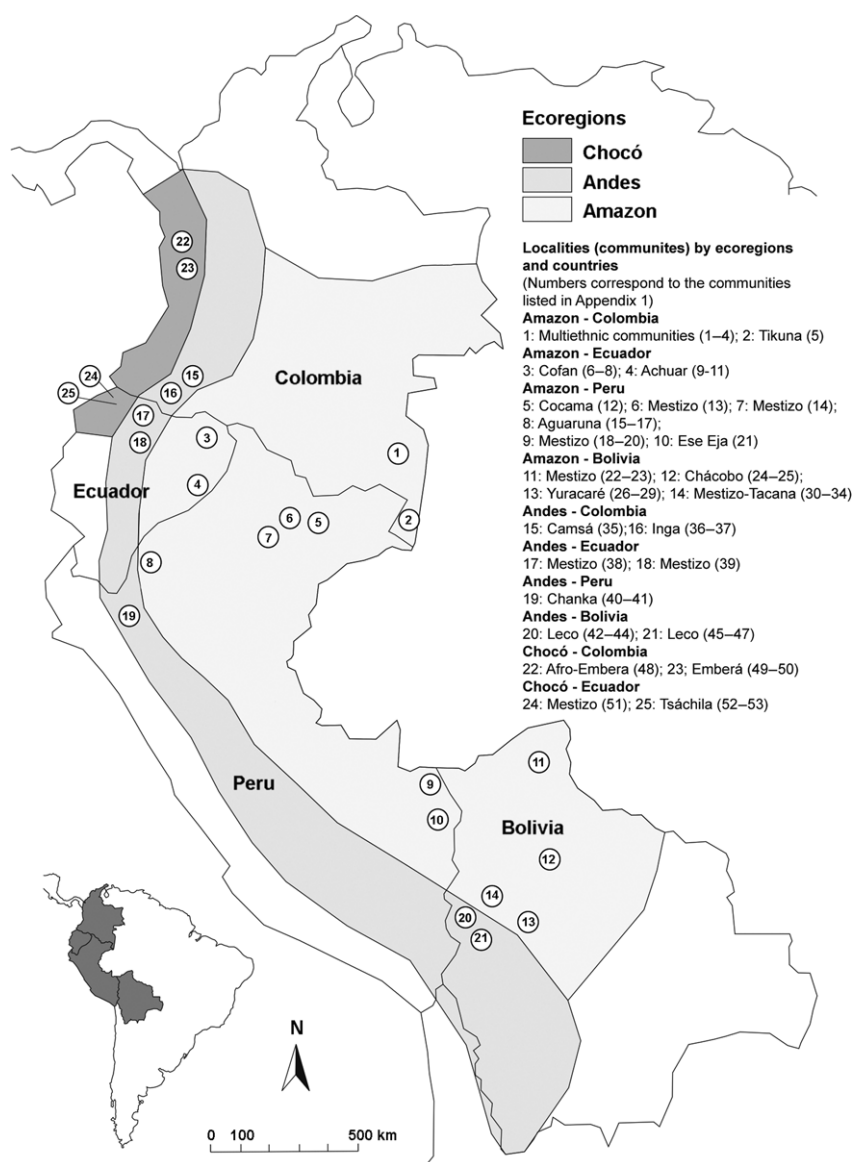 Ecoregions
Chocó
Andes
Amazon
Localities (communites) by ecoregions
and countries
(Numbers correspond to the communities
listed in Appendix 1)
Amazon - Colombia
1: Multiethnic communities (1–4); 2: Tikuna (5)
Amazon - Ecuador
3: Cofan (6–8); 4: Achuar (9-11)
Amazon - Peru
5: Cocama (12); 6: Mestizo (13); 7: Mestizo (14);
8: Aguaruna (15–17);
9: Mestizo (18–20); 10: Ese Eja (21)
Amazon - Bolivia
11: Mestizo (22–23); 12: Chácobo (24–25);
13: Yuracaré (26–29); 14: Mestizo-Tacana (30–34)
Andes - Colombia
15: Camsá (35);16: Inga (36–37)
Andes - Ecuador
17: Mestizo (38); 18: Mestizo (39)
Andes - Peru
19: Chanka (40–41)
Andes - Bolivia
20: Leco (42–44); 21: Leco (45–47)
Chocó - Colombia
22: Afro-Embera (48); 23; Emberá (49–50)
Chocó - Ecuador
24: Mestizo (51); 25: Tsáchila (52–53)
22
23
24
25
15
16
Colombia
17
18
3
1
4
Ecuador
6
5
2
7
8
19
Peru
9
10
11
Bolivia
12
14
20
13
21
N
0 100 500 km